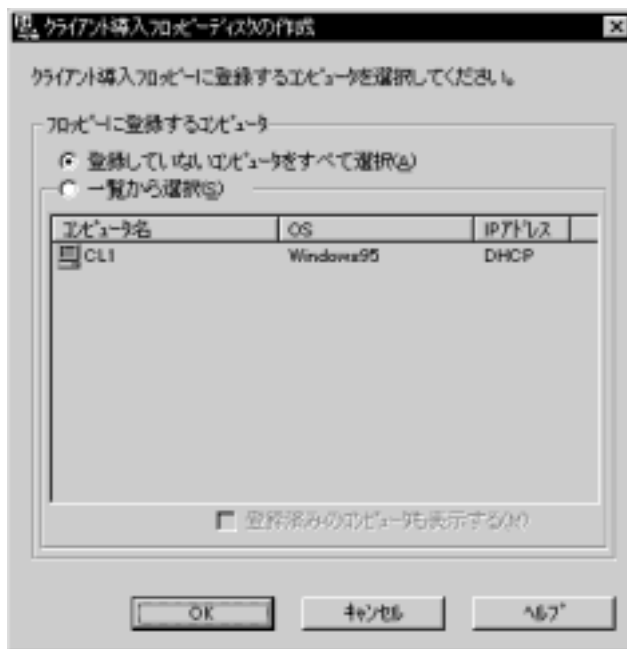 クライアント導入フロッピーディスクの作成
クライアント導入フロッピーに登録するコンピュータを選択してください。
フロッピーに登録するコンピュータ
登録していないコンピュータをすべて選択(A)
一覧から選択(S)
コンピュータ名 OS IPアドレス
CL1 Windows95 DHCP
登録済みのコンピュータも表示する(M)
OK キャンセル ヘルプ